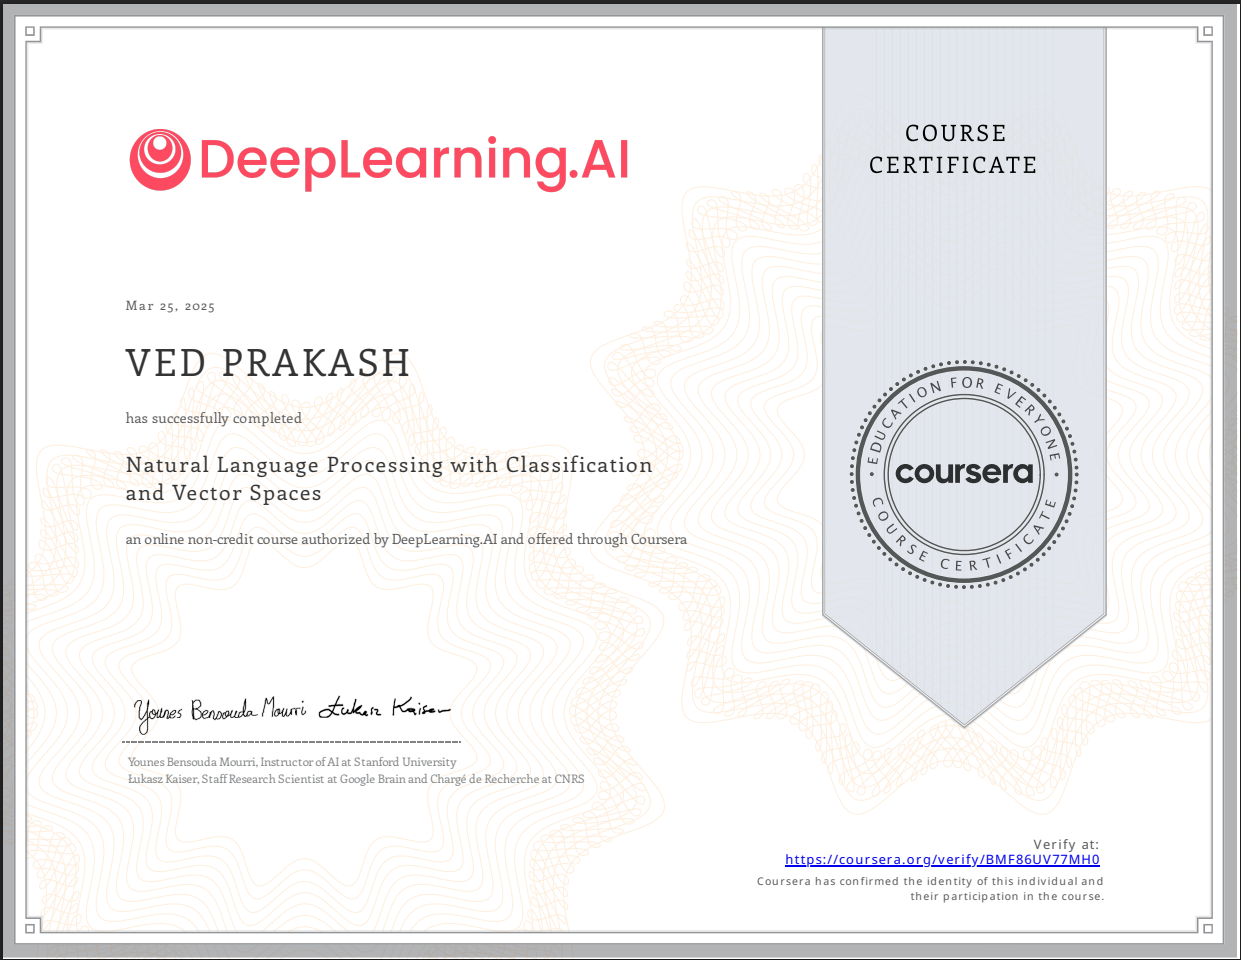 DeepLearning.AI
COURSE
CERTIFICATE
Mar 25, 2025
VED PRAKASH
has successfully completed
Natural Language Processing with Classification
and Vector Spaces
an online non-credit course authorized by DeepLearning.AI and offered through Coursera
EDUCATION FOR EVERYONE
coursera
COURSE CERTIFICATE
Younes Bensouda Mourri Łukasz Kaiser
Younes Bensouda Mourri, Instructor of AI at Stanford University
Łukasz Kaiser, Staff Research Scientist at Google Brain and Chargé de Recherche at CNRS
Verify at:
https://coursera.org/verify/BMF86UV77MH0
Coursera has confirmed the identity of this individual and
their participation in the course.